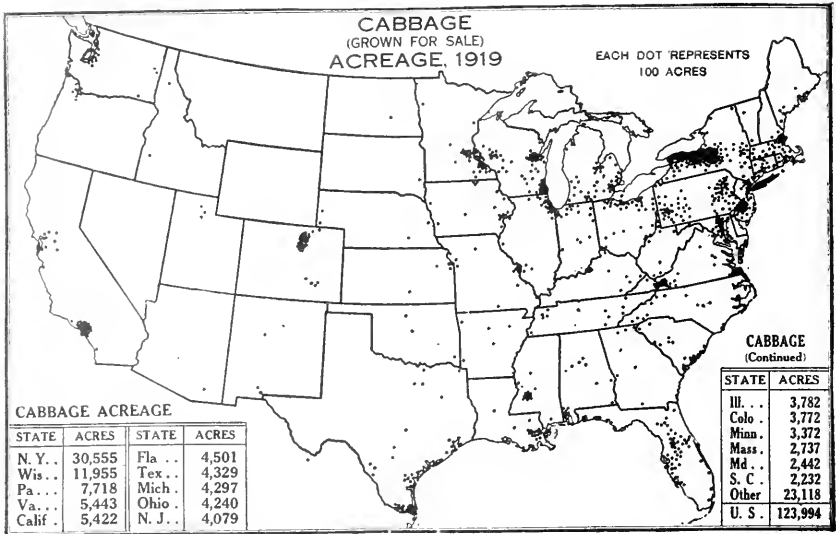 CABBAGE
(GROWN FOR SALE)
ACREAGE, 1919
EACH DOT REPRESENTS
100 ACRES
CABBAGE ACREAGE
STATE ACRES STATE ACRES
N. Y. . 30,555 Fla . . 4,501
Wis. . 11,955 Tex . . 4,329
Pa . . . 7,718 Mich . 4,297
Va. . . 5,443 Ohio . 4,240
Calif . 5,422 N. J. . 4,079
CABBAGE
(Continued)
STATE ACRES
Ill. . . 3,782
Colo . 3,772
Minn . 3,372
Mass . 2,737
Md . . 2,442
S. C . 2,232
Other 23,118
U. S . 123,994